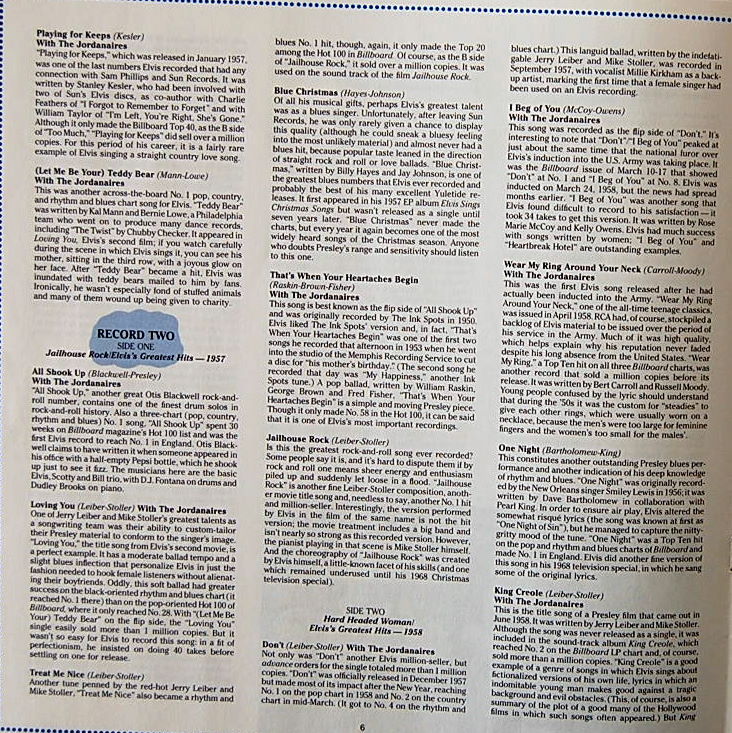 Playing for Keeps (Kesler)
With The Jordanaires
"Playing for Keeps," which was released in January 1957,
was one of the last numbers Elvis recorded that had any
connection with Sam Phillips and Sun Records. It was
written by Stanley Kesler, who had been involved with
two of Sun's Elvis discs, as co-author with Charlie
Feathers of "I Forgot to Remember to Forget" and with
William Taylor of "I'm Left, You're Right, She's Gone."
Although it only made the Billboard Top 40, as the B side
of "Too Much," "Playing for Keeps" did sell over a million
copies. For this period of his career, it is a fairly rare
example of Elvis singing a straight country love song.
(Let Me Be Your) Teddy Bear (Mann-Lowe)
With The Jordanaires
This was another across-the-board No. 1 pop, country,
and rhythm and blues chart song for Elvis. "Teddy Bear"
was written by Kal Mann and Bernie Lowe, a Philadelphia
team who went on to produce many dance records,
including "The Twist" by Chubby Checker. It appeared in
Loving You, Elvis's second film; if you watch carefully
during the scene in which Elvis sings it, you can see his
mother, sitting in the third row, with a joyous glow on
her face. After "Teddy Bear" became a hit, Elvis was
inundated with teddy bears mailed to him by fans.
Ironically, he wasn't especially fond of stuffed animals
and many of them wound up being given to charity.
RECORD TWO
SIDE ONE
Jailhouse Rock/Elvis's Greatest Hits — 1957
All Shook Up (Blackwell-Presley)
With The Jordanaires
"All Shook Up," another great Otis Blackwell rock-and-
roll number, contains one of the finest drum solos in
rock-and-roll history. Also a three-chart (pop, country,
rhythm and blues) No. 1 song, "All Shook Up" spent 30
weeks on Billboard magazine's Hot 100 list and was the
first Elvis record to reach No. 1 in England. Otis Black-
well claims to have written it when someone appeared in
his office with a half-empty Pepsi bottle, which he shook
up just to see it fizz. The musicians here are the basic
Elvis, Scotty and Bill trio, with D.J. Fontana on drums and
Dudley Brooks on piano.
Loving You (Leiber-Stoller) With The Jordanaires
One of Jerry Leiber and Mike Stoller's greatest talents as
a songwriting team was their ability to custom-tailor
their Presley material to conform to the singer's image.
"Loving You," the title song from Elvis's second movie, is
a perfect example. It has a moderate ballad tempo and a
slight blues inflection that personalize Elvis in just the
fashion needed to hook female listeners without alienat-
ing their boyfriends. Oddly, this soft ballad had greater
success on the black-oriented rhythm and blues chart (it
reached No. 1 there) than on the pop-oriented Hot 100 of
Billboard, where it only reached No. 28. With "(Let Me Be
Your) Teddy Bear" on the flip side, the "Loving You"
single easily sold more than 1 million copies. But it
wasn't so easy for Elvis to record this song: in a fit of
perfectionism, he insisted on doing 40 takes before
settling on one for release.
Treat Me Nice (Leiber-Stoller)
Another tune penned by the red-hot Jerry Leiber and
Mike Stoller, "Treat Me Nice" also became a rhythm and
blues No. 1 hit, though, again, it only made the Top 20
among the Hot 100 in Billboard. Of course, as the B side
of "Jailhouse Rock," it sold over a million copies. It was
used on the sound track of the film Jailhouse Rock.
Blue Christmas (Hayes-Johnson)
Of all his musical gifts, perhaps Elvis's greatest talent
was as a blues singer. Unfortunately, after leaving Sun
Records, he was only rarely given a chance to display
this quality (although he could sneak a bluesy feeling
into the most unlikely material) and almost never had a
blues hit, because popular taste leaned in the direction
of straight rock and roll or love ballads. "Blue Christ-
mas," written by Billy Hayes and Jay Johnson, is one of
the greatest blues numbers that Elvis ever recorded and
probably the best of his many excellent Yuletide re-
leases. It first appeared in his 1957 EP album Elvis Sings
Christmas Songs but wasn't released as a single until
seven years later. "Blue Christmas" never made the
charts, but every year it again becomes one of the most
widely heard songs of the Christmas season. Anyone
who doubts Presley's range and sensitivity should listen
to this one.
That's When Your Heartaches Begin
(Raskin-Brown-Fisher)
With The Jordanaires
This song is best known as the flip side of "All Shook Up"
and was originally recorded by The Ink Spots in 1950.
Elvis liked The Ink Spots' version and, in fact, "That's
When Your Heartaches Begin" was one of the first two
songs he recorded that afternoon in 1953 when he went
into the studio of the Memphis Recording Service to cut
a disc for "his mother's birthday." (The second song he
recorded that day was "My Happiness," another Ink
Spots tune.) A pop ballad, written by William Raskin,
George Brown and Fred Fisher, "That's When Your
Heartaches Begin" is a simple and moving Presley piece.
Though it only made No. 58 in the Hot 100, it can be said
that it is one of Elvis's most important recordings.
Jailhouse Rock (Leiber-Stoller)
Is this the greatest rock-and-roll song ever recorded?
Some people say it is, and it's hard to dispute them if by
rock and roll one means sheer energy and enthusiasm
piled up and suddenly let loose in a flood. "Jailhouse
Rock" is another fine Leiber-Stoller composition, anoth-
er movie title song and, needless to say, another No. 1 hit
and million-seller. Interestingly, the version performed
by Elvis in the film of the same name is not the hit
version; the movie treatment includes a big band and
isn't nearly so strong as this recorded version. However,
the pianist playing in that scene is Mike Stoller himself.
And the choreography of "Jailhouse Rock" was created
by Elvis himself, a little-known facet of his skills (and one
which remained underused until his 1968 Christmas
television special).
SIDE TWO
Hard Headed Woman/
Elvis's Greatest Hits — 1958
Don't (Leiber-Stoller) With The Jordanaires
Not only was "Don't" another Elvis million-seller, but
advance orders for the single totaled more than 1 million
copies. "Don't" was officially released in December 1957
but made most of its impact after the New Year, reaching
No. 1 on the pop chart in 1958 and No. 2 on the country
chart in mid-March. (It got to No. 4 on the rhythm and
blues chart.) This languid ballad, written by the indefati-
gable Jerry Leiber and Mike Stoller, was recorded in
September 1957, with vocalist Millie Kirkham as a back-
up artist, marking the first time that a female singer had
been used on an Elvis recording.
I Beg of You (McCoy-Owens)
With The Jordanaires
This song was recorded as the flip side of "Don't." It's
interesting to note that "Don't"/"I Beg of You" peaked at
just about the same time that the national furor over
Elvis's induction into the U.S. Army was taking place. It
was the Billboard issue of March 10-17 that showed
"Don't" at No. 1 and "I Beg of You" at No. 8. Elvis was
inducted on March 24, 1958, but the news had spread
months earlier. "I Beg of You" was another song that
Elvis found difficult to record to his satisfaction — it
took 34 takes to get this version. It was written by Rose
Marie McCoy and Kelly Owens. Elvis had much success
with songs written by women; "I Beg of You" and
"Heartbreak Hotel" are outstanding examples.
Wear My Ring Around Your Neck (Carroll-Moody)
With The Jordanaires
This was the first Elvis song released after he had
actually been inducted into the Army. "Wear My Ring
Around Your Neck," one of the all-time teenage classics,
was issued in April 1958. RCA had, of course, stockpiled a
backlog of Elvis material to be issued over the period of
his service in the Army. Much of it was high quality,
which helps explain why his reputation never faded
despite his long absence from the United States. "Wear
My Ring," a Top Ten hit on all three Billboard charts, was
another record that sold a million copies before its
release. It was written by Bert Carroll and Russell Moody.
Young people confused by the lyric should understand
that during the '50s it was the custom for "steadies" to
give each other rings, which were usually worn on a
necklace, because the men's were too large for feminine
fingers and the women's too small for the males'.
One Night (Bartholomew-King)
This constitutes another outstanding Presley blues per-
formance and another indication of his deep knowledge
of rhythm and blues. "One Night" was originally record-
ed by the New Orleans singer Smiley Lewis in 1956; it was
written by Dave Bartholomew in collaboration with
Pearl King. In order to ensure air play, Elvis altered the
somewhat risqué lyrics (the song was known at first as
"One Night of Sin"), but he managed to capture the nitty-
gritty mood of the tune. "One Night" was a Top Ten hit
on the pop and rhythm and blues charts of Billboard and
made No. 1 in England. Elvis did another fine version of
this song in his 1968 television special, in which he sang
some of the original lyrics.
King Creole (Leiber-Stoller)
With The Jordanaires
This is the title song of a Presley film that came out in
June 1958. It was written by Jerry Leiber and Mike Stoller.
Although the song was never released as a single, it was
included in the sound-track album King Creole, which
reached No. 2 on the Billboard LP chart and, of course,
sold more than a million copies. "King Creole" is a good
example of a genre of songs in which Elvis sings about
fictionalized versions of his own life, lyrics in which an
indomitable young man makes good against a tragic
background and evil obstacles. (This, of course, is also a
summary of the plot of a good many of the Hollywood
films in which such songs often appeared.) But King
6